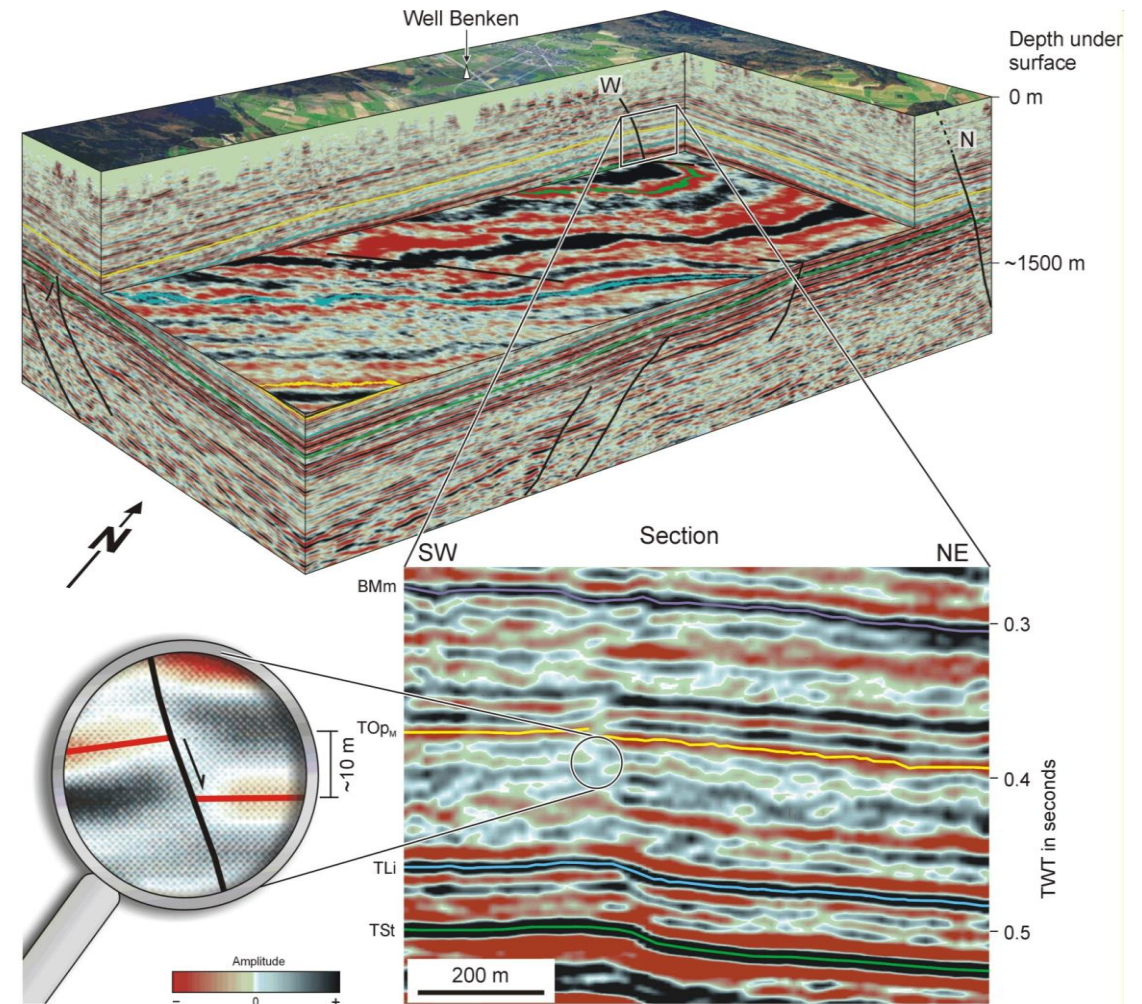 Well Benken
Depth under
surface
0 m
W
N
~1500 m
N
Section
SW
NE
BMm
0.3
TOpM
~10 m
0.4
TWT in seconds
TLi
TSt
0.5
Amplitude
− 0 +
200 m